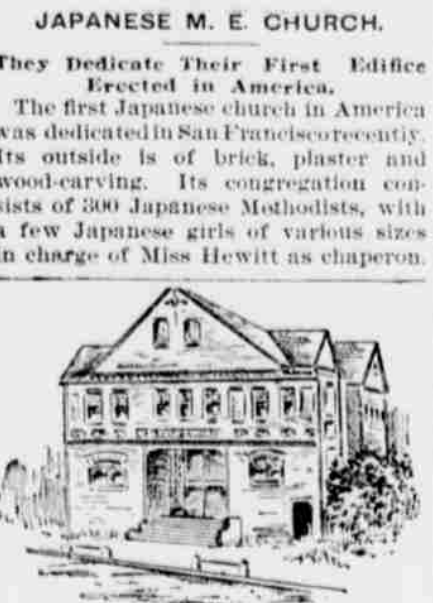 JAPANESE M. E. CHURCH.
They Dedicate Their First Edifice
Erected in America.
The first Japanese church in America
was dedicated in San Francisco recently.
Its outside is of brick, plaster and
wood-carving. Its congregation con-
sists of 300 Japanese Methodists, with
a few Japanese girls of various sizes
in charge of Miss Hewitt as chaperon.